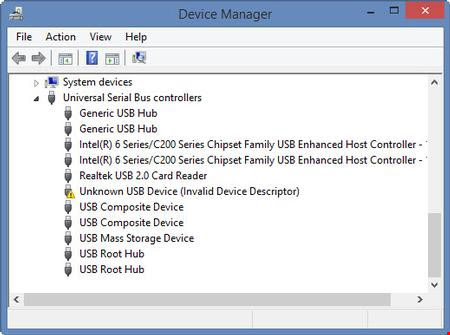 Device Manager
File Action View Help
System devices
Universal Serial Bus controllers
Generic USB Hub
Generic USB Hub
Intel(R) 6 Series/C200 Series Chipset Family USB Enhanced Host Controller -
Intel(R) 6 Series/C200 Series Chipset Family USB Enhanced Host Controller -
Realtek USB 2.0 Card Reader
Unknown USB Device (Invalid Device Descriptor)
USB Composite Device
USB Composite Device
USB Mass Storage Device
USB Root Hub
USB Root Hub